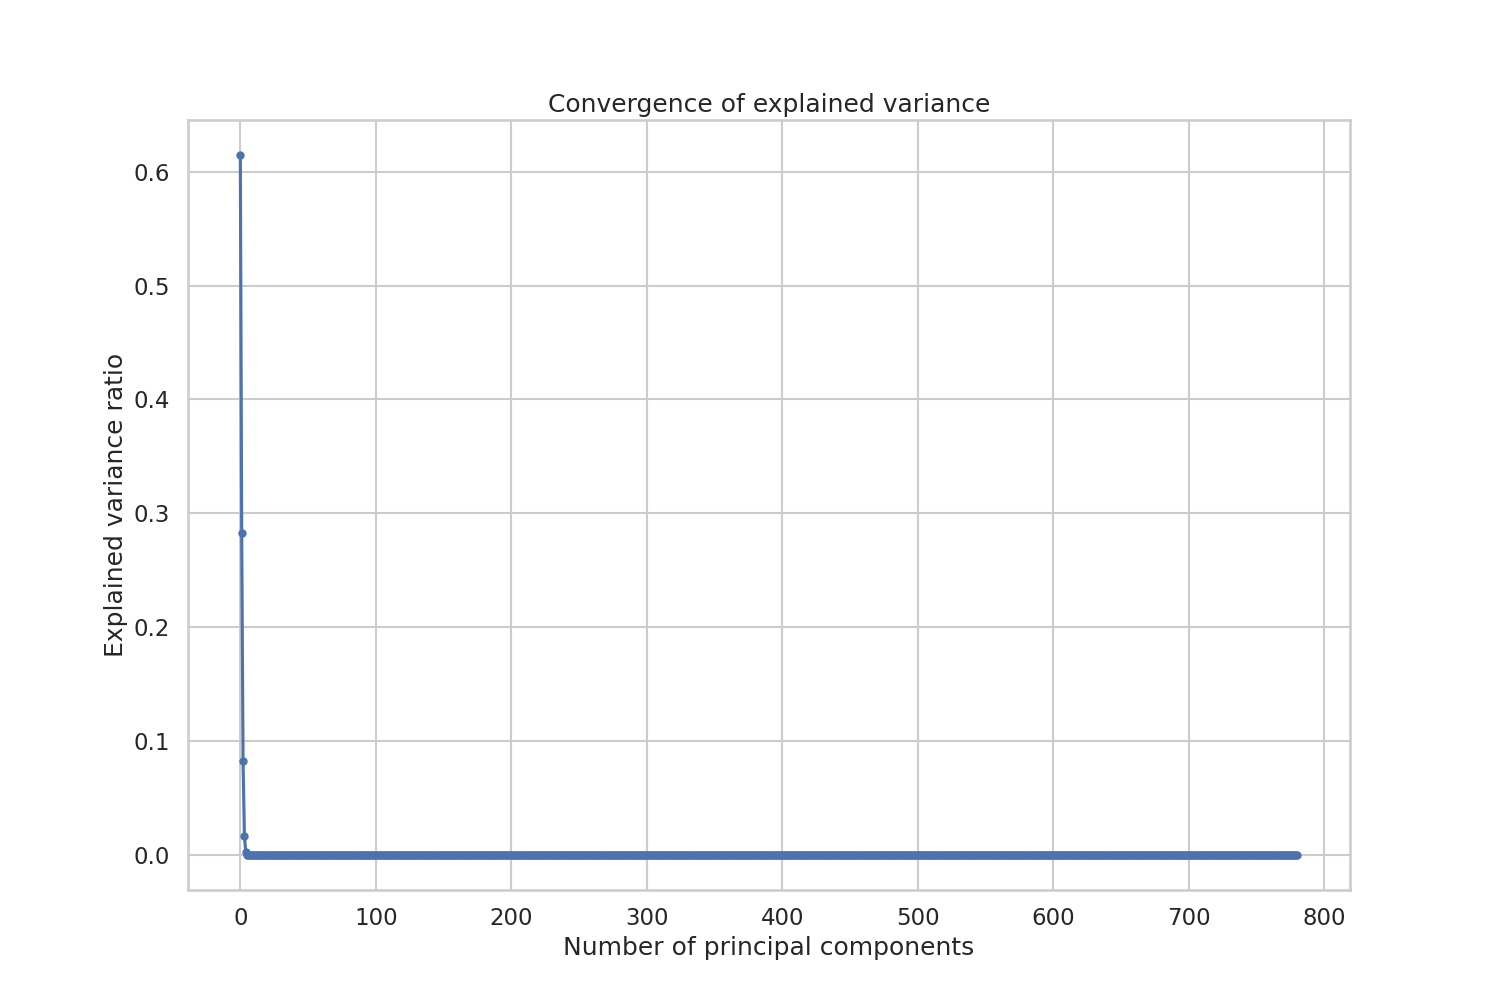 Convergence of explained variance
0.6
0.5
0.4
0.3
0.2
0.1
0.0
Explained variance ratio
0 100 200 300 400 500 600 700 800
Number of principal components